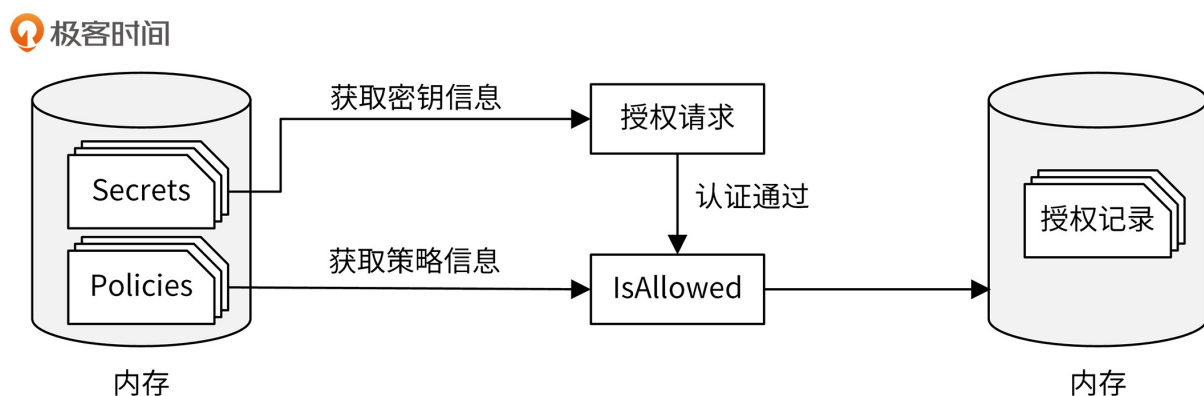 极客时间
获取密钥信息
授权请求
Secrets
认证通过
授权记录
获取策略信息
Policies
IsAllowed
内存
内存